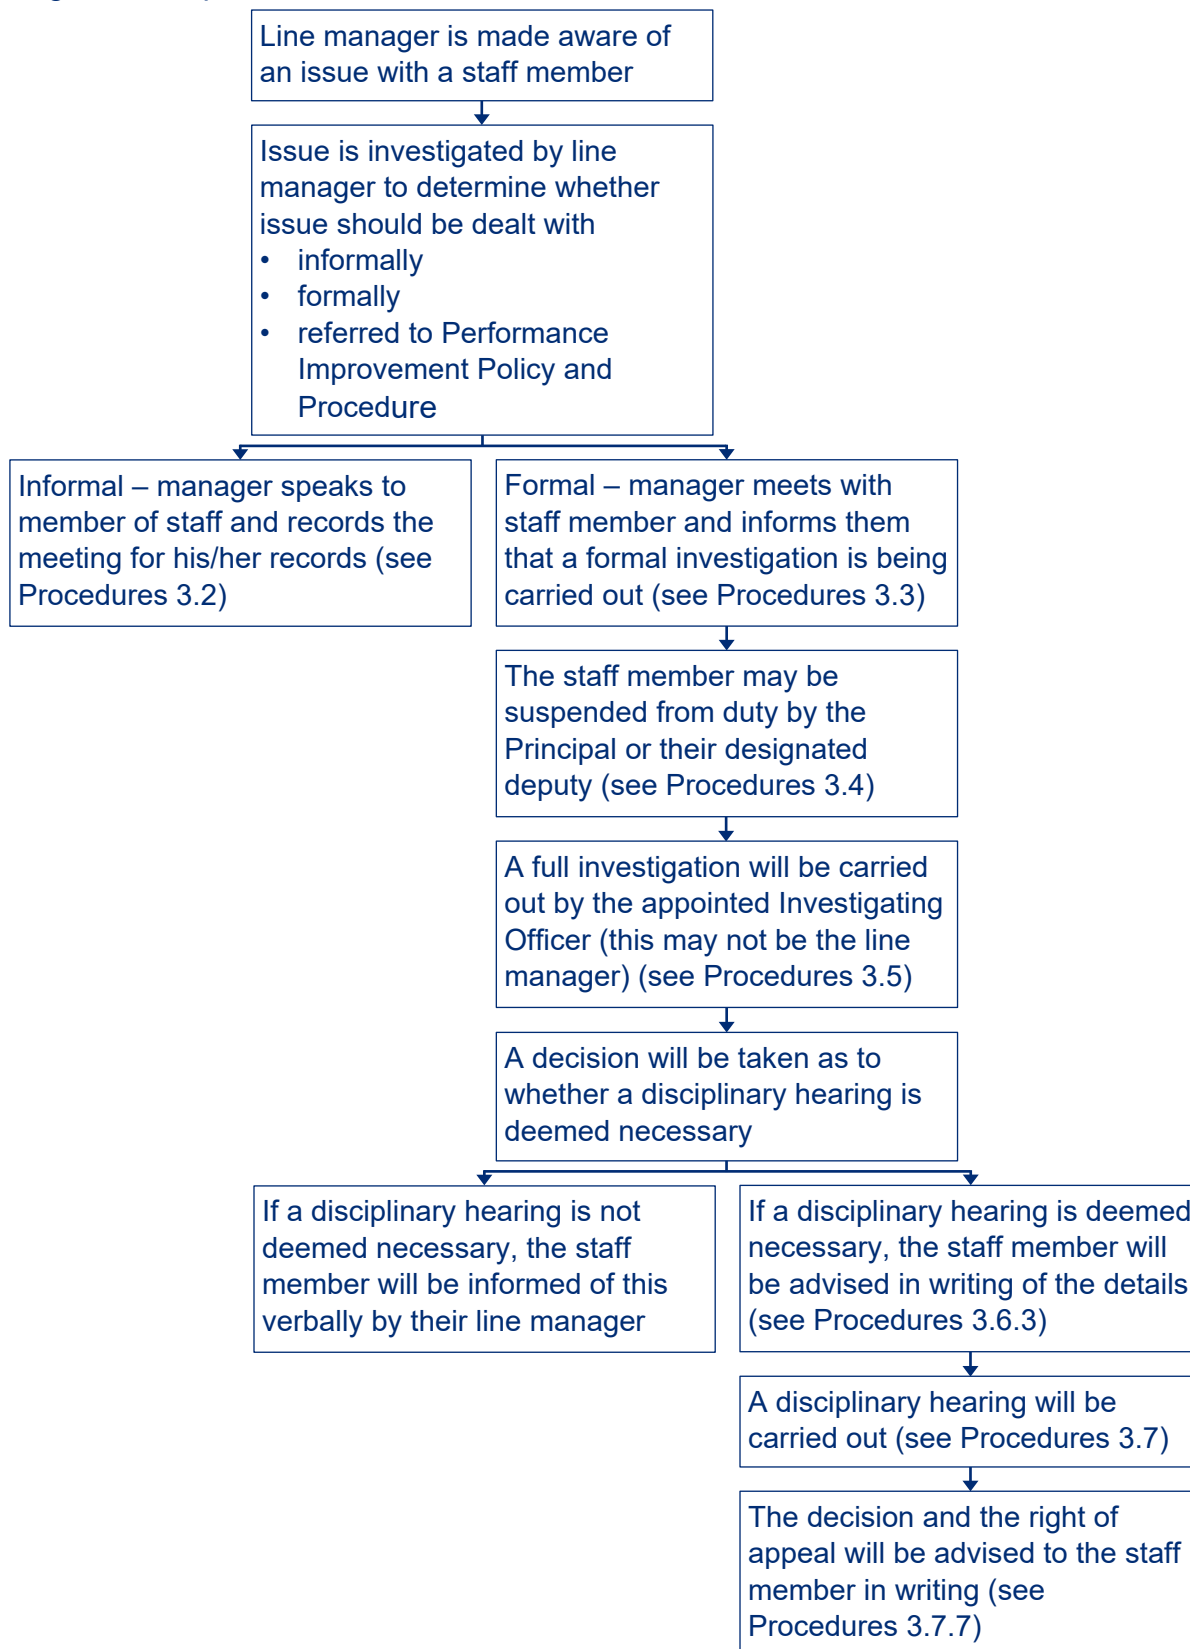 Line manager is made aware of
an issue with a staff member
Issue is investigated by line
manager to determine whether
issue should be dealt with
• informally
• formally
• referred to Performance
Improvement Policy and
Procedure
Informal – manager speaks to
member of staff and records the
meeting for his/her records (see
Procedures 3.2)
Formal – manager meets with
staff member and informs them
that a formal investigation is being
carried out (see Procedures 3.3)
The staff member may be
suspended from duty by the
Principal or their designated
deputy (see Procedures 3.4)
A full investigation will be carried
out by the appointed Investigating
Officer (this may not be the line
manager) (see Procedures 3.5)
A decision will be taken as to
whether a disciplinary hearing is
deemed necessary
If a disciplinary hearing is not
deemed necessary, the staff
member will be informed of this
verbally by their line manager
If a disciplinary hearing is deemed
necessary, the staff member will
be advised in writing of the details
(see Procedures 3.6.3)
A disciplinary hearing will be
carried out (see Procedures 3.7)
The decision and the right of
appeal will be advised to the staff
member in writing (see
Procedures 3.7.7)